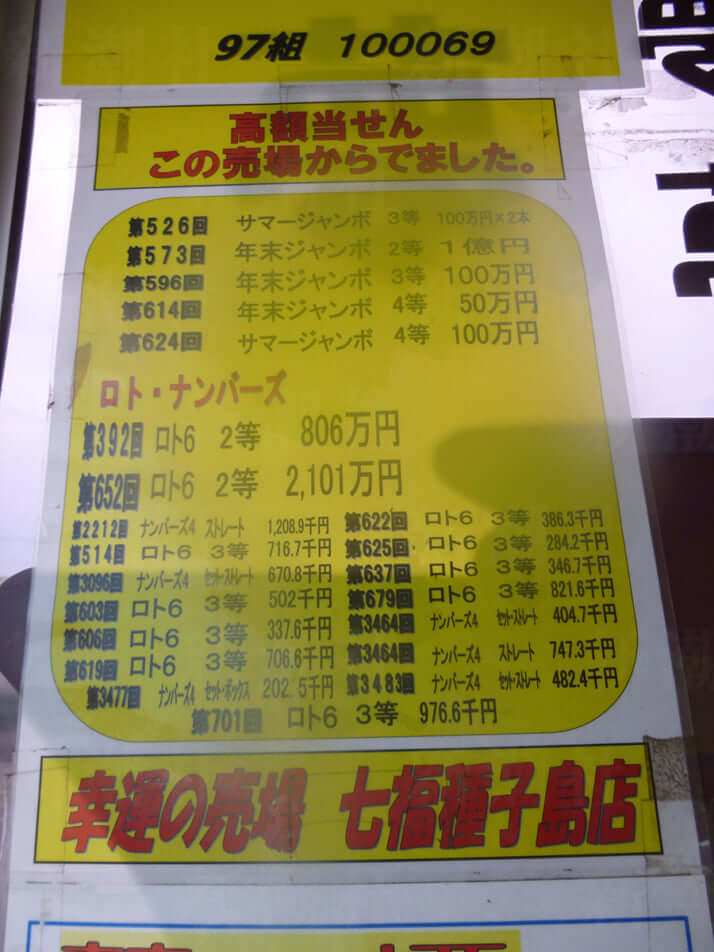 97組 100069
高額当せん
この売場からでました。
第526回 サマージャンボ 3等 100万円×2本
第573回 年末ジャンボ 2等 1億円
第596回 年末ジャンボ 3等 100万円
第614回 年末ジャンボ 4等 50万円
第624回 サマージャンボ 4等 100万円
ロト・ナンバーズ
第392回 ロト6 2等 806万円
第652回 ロト6 2等 2,101万円
第2212回 ナンバーズ4 ストレート 1,208.9千円
第514回 ロト6 3等 716.7千円
第3096回 ナンバーズ4 セット・ストレート 670.8千円
第603回 ロト6 3等 502千円
第606回 ロト6 3等 337.6千円
第619回 ロト6 3等 706.6千円
第3477回 ナンバーズ4 セット・ボックス 202.5千円
第622回 ロト6 3等 386.3千円
第625回 ロト6 3等 284.2千円
第637回 ロト6 3等 346.7千円
第679回 ロト6 3等 821.6千円
第3464回 ナンバーズ4 セット・ストレート 404.7千円
第3464回 ナンバーズ4 ストレート 747.3千円
第3483回 ナンバーズ4 セット・ストレート 482.4千円
第701回 ロト6 3等 976.6千円
幸運の売場 七福種子島店